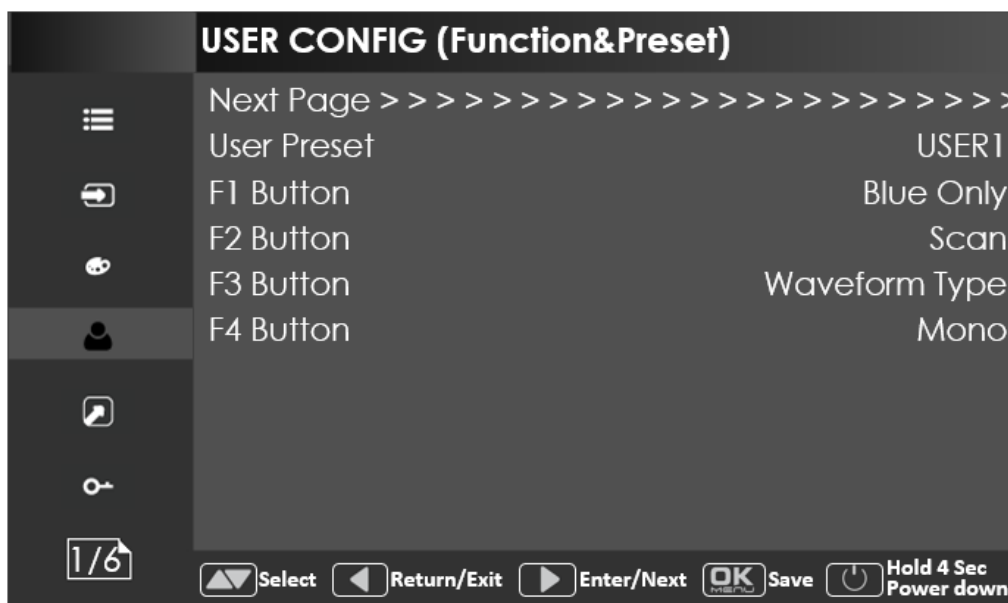 USER CONFIG (Function&Preset)
Next Page > > > > > > > > > > > > > > > > > > > > > > >
User Preset USER1
F1 Button Blue Only
F2 Button Scan
F3 Button Waveform Type
F4 Button Mono
1/6
Select Return/Exit Enter/Next OK MENU Save Hold 4 Sec Power down